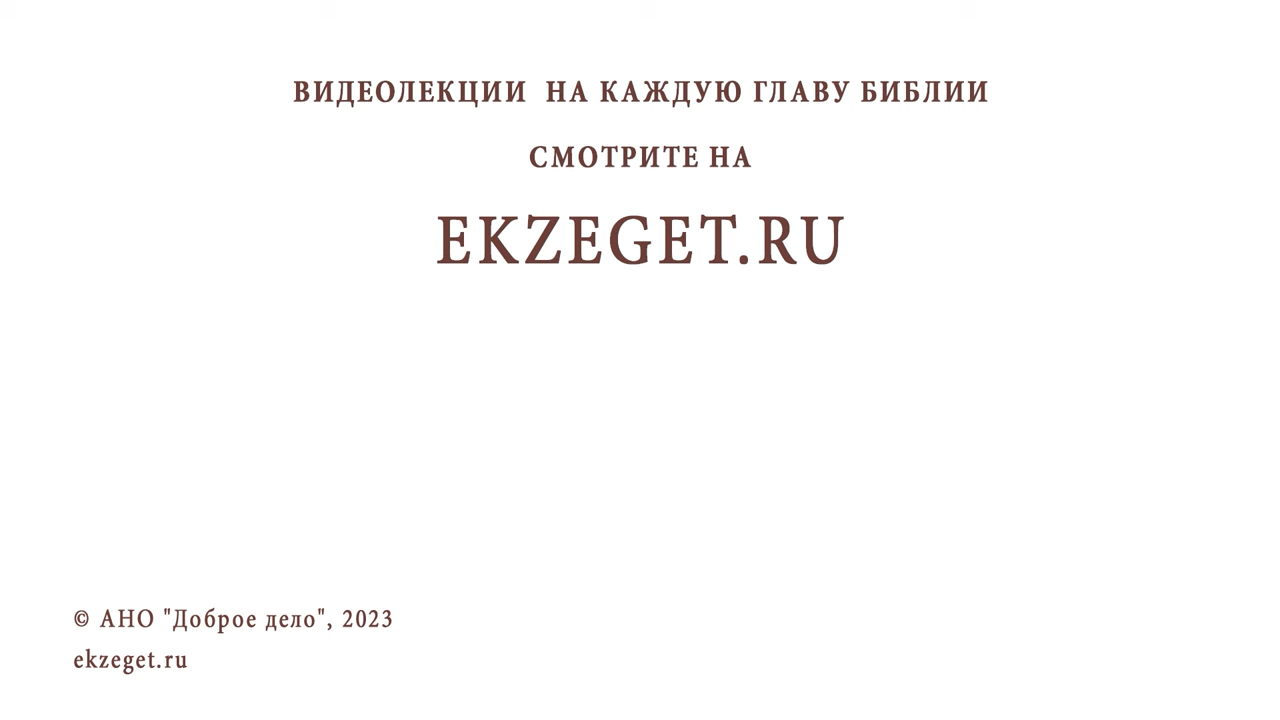 ВИДЕОЛЕКЦИИ НА КАЖДУЮ ГЛАВУ БИБЛИИ
СМОТРИТЕ НА
EKZEGET.RU
© АНО "Доброе дело", 2023
ekzeget.ru